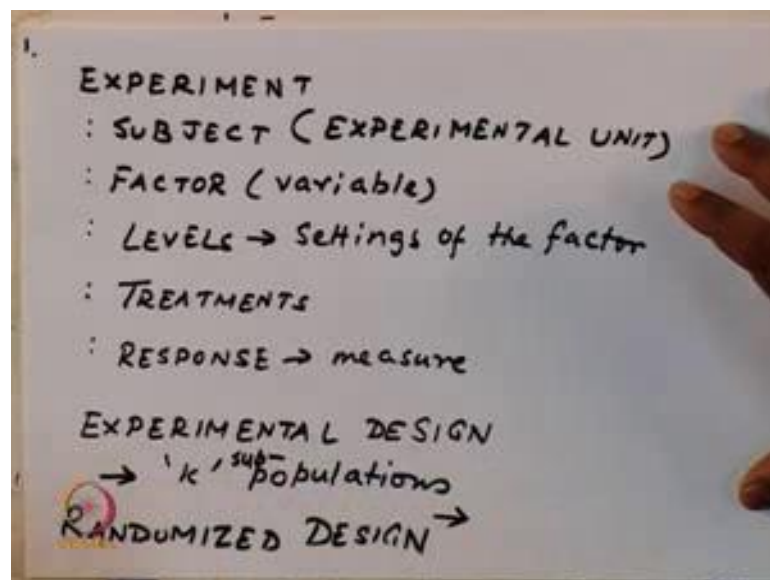 1.
EXPERIMENT
: SUBJECT (EXPERIMENTAL UNIT)
: FACTOR (variable)
: LEVELS → Settings of the factor
: TREATMENTS
: RESPONSE → measure
EXPERIMENTAL DESIGN
→ 'k' sub-populations
RANDOMIZED DESIGN →